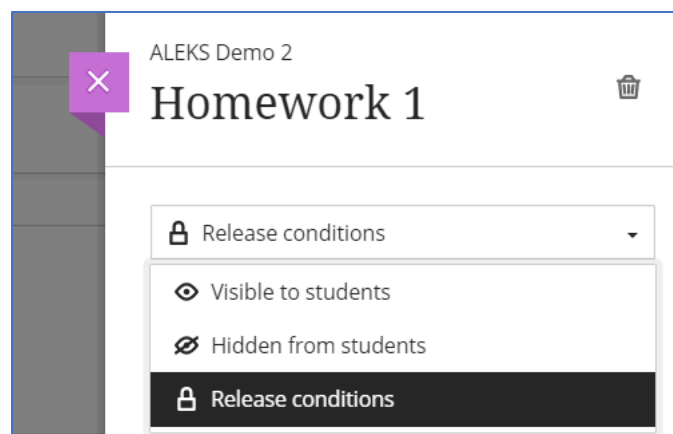 ALEKS Demo 2
Homework 1
Release conditions
Visible to students
Hidden from students
Release conditions